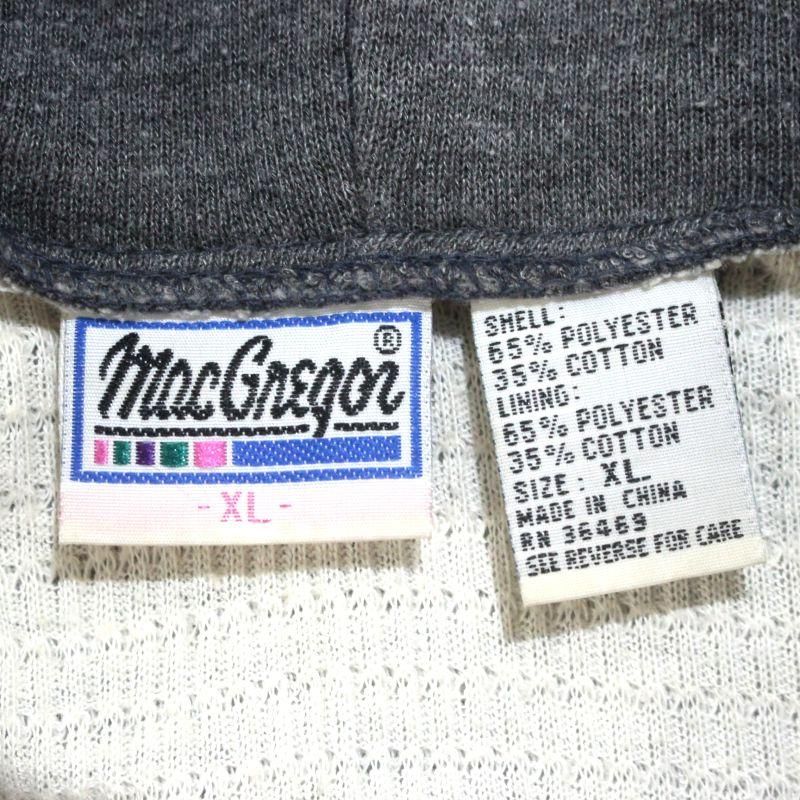 MacGregor®
- XL -
SHELL:
65% POLYESTER
35% COTTON
LINING:
65% POLYESTER
35% COTTON
SIZE: XL
MADE IN CHINA
RN 36469
SEE REVERSE FOR CARE